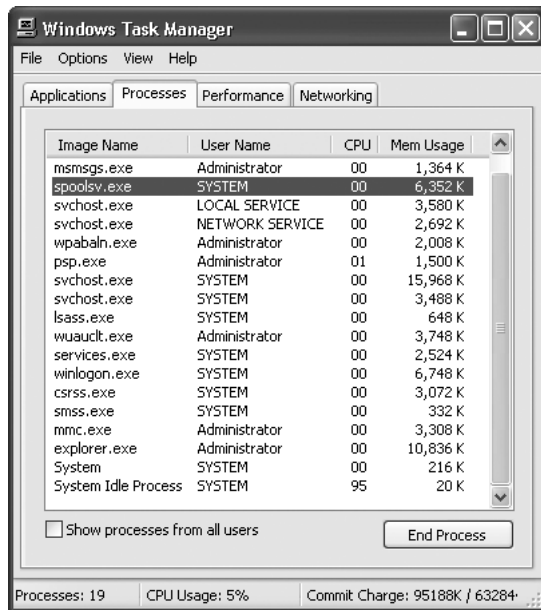 Windows Task Manager
File Options View Help
Applications Processes Performance Networking
Image Name User Name CPU Mem Usage
msmsgs.exe Administrator 00 1,364 K
spoolsv.exe SYSTEM 00 6,352 K
svchost.exe LOCAL SERVICE 00 3,580 K
svchost.exe NETWORK SERVICE 00 2,692 K
wpabaln.exe Administrator 00 2,008 K
psp.exe Administrator 01 1,500 K
svchost.exe SYSTEM 00 15,968 K
svchost.exe SYSTEM 00 3,488 K
lsass.exe SYSTEM 00 648 K
wuauclt.exe Administrator 00 3,748 K
services.exe SYSTEM 00 2,524 K
winlogon.exe SYSTEM 00 6,748 K
csrss.exe SYSTEM 00 3,072 K
smss.exe SYSTEM 00 332 K
mmc.exe Administrator 00 3,308 K
explorer.exe Administrator 00 10,836 K
System SYSTEM 00 216 K
System Idle Process SYSTEM 95 20 K
Show processes from all users End Process
Processes: 19 CPU Usage: 5% Commit Charge: 95188K / 63284